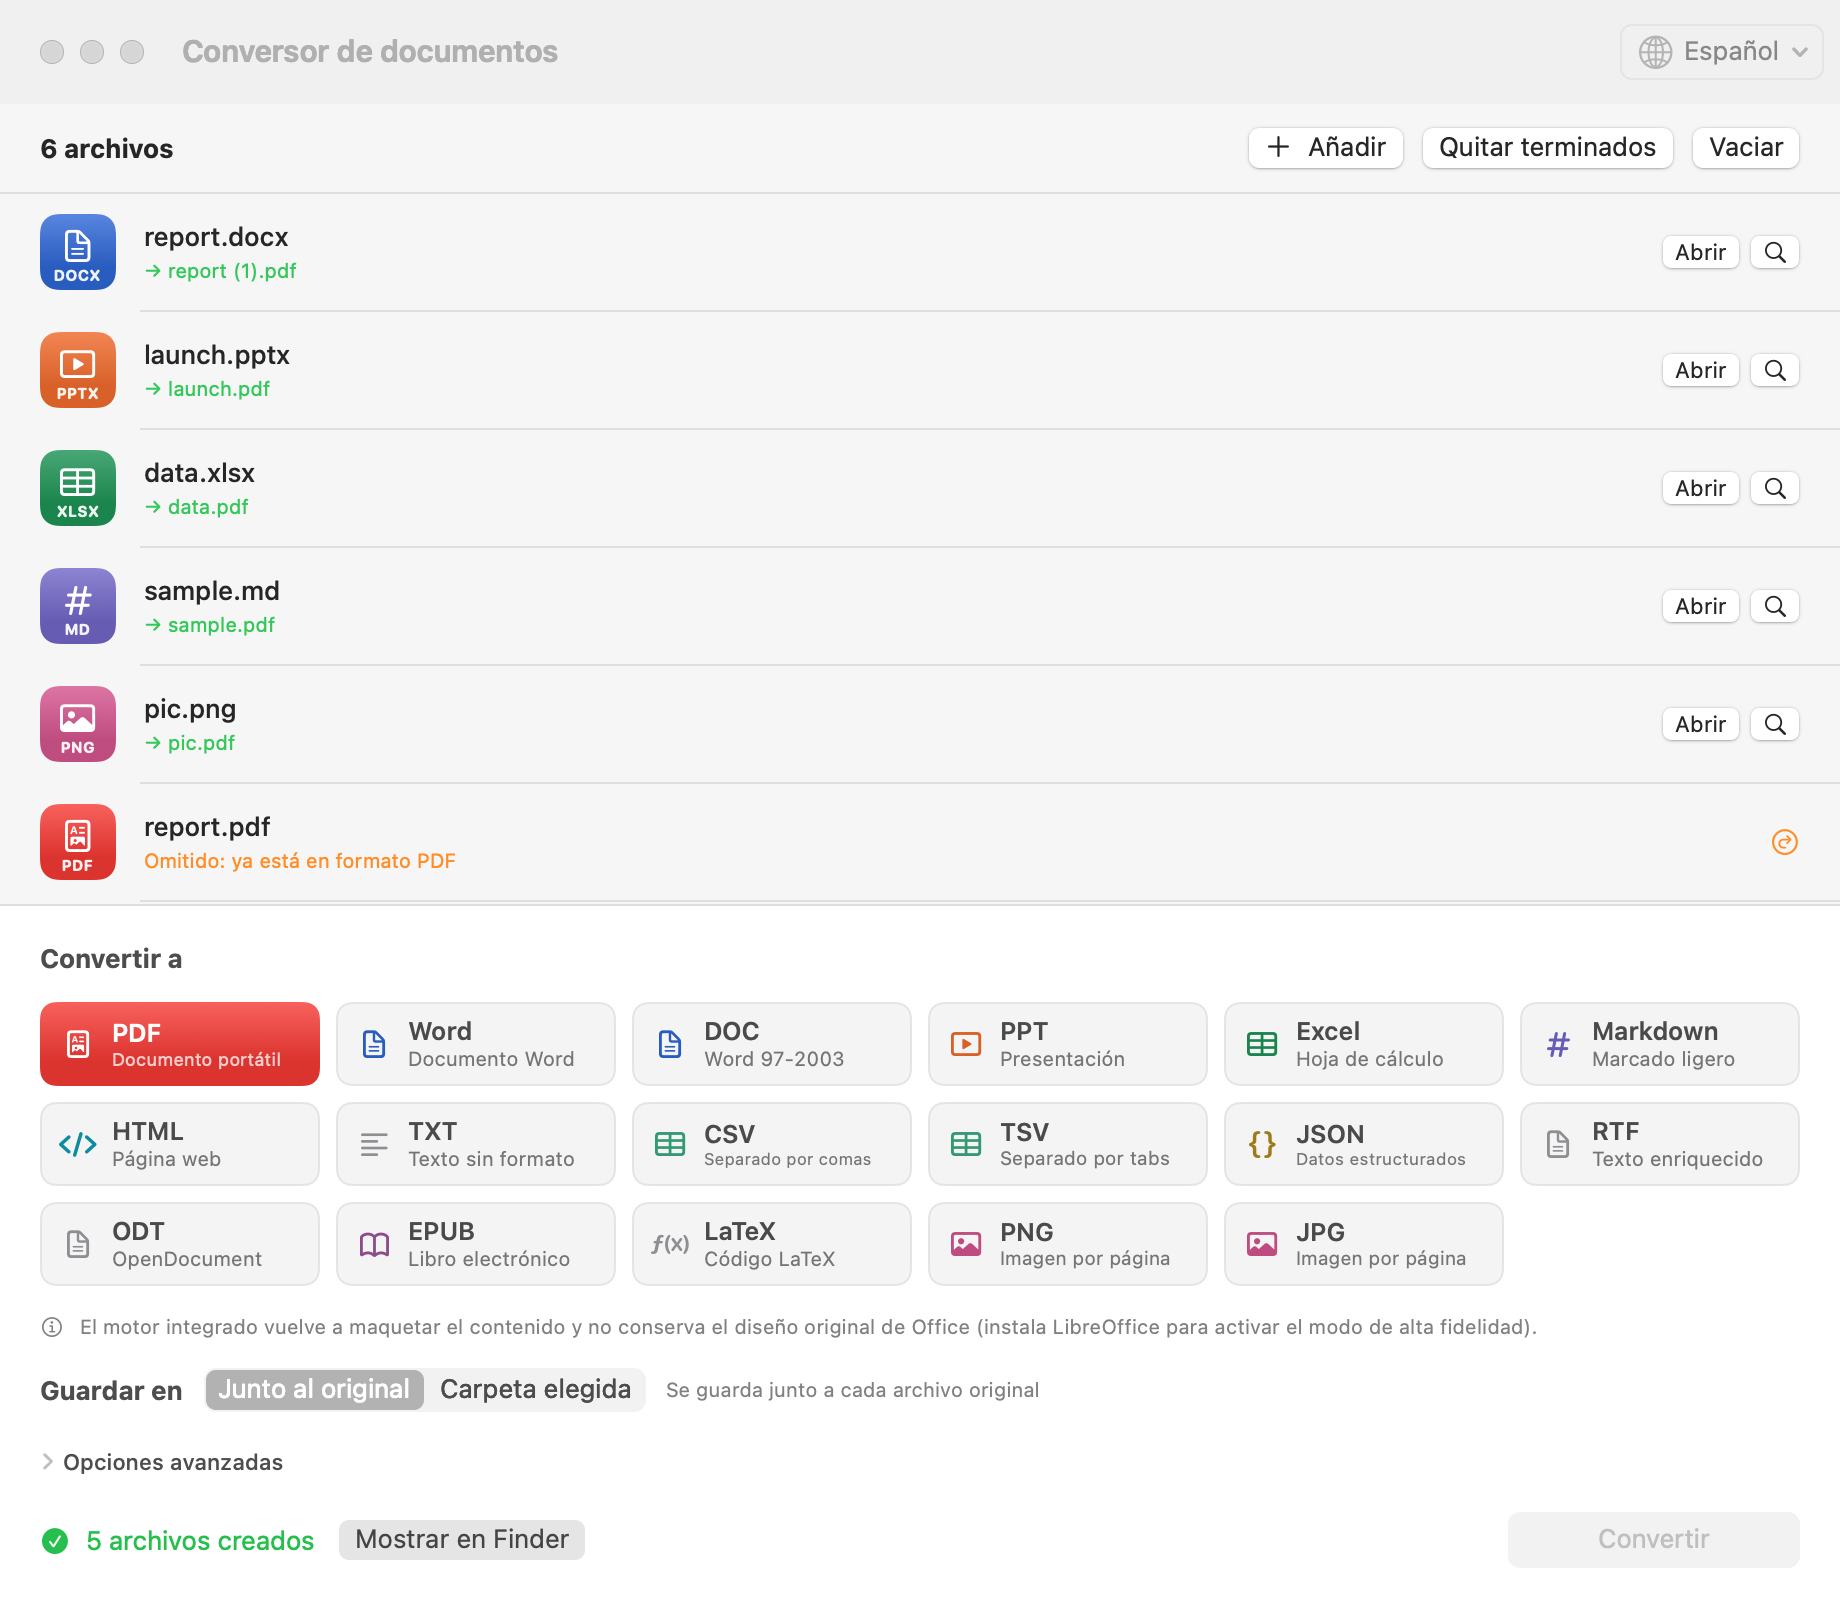 Conversor de documentos
Español
6 archivos
+ Añadir
Quitar terminados
Vaciar
DOCX
report.docx
→ report (1).pdf
Abrir
PPTX
launch.pptx
→ launch.pdf
Abrir
XLSX
data.xlsx
→ data.pdf
Abrir
# MD
sample.md
→ sample.pdf
Abrir
PNG
pic.png
→ pic.pdf
Abrir
PDF
report.pdf
Omitido: ya está en formato PDF
Convertir a
PDF
Documento portátil
Word
Documento Word
DOC
Word 97-2003
PPT
Presentación
Excel
Hoja de cálculo
# Markdown
Marcado ligero
</> HTML
Página web
TXT
Texto sin formato
CSV
Separado por comas
TSV
Separado por tabs
{} JSON
Datos estructurados
RTF
Texto enriquecido
ODT
OpenDocument
EPUB
Libro electrónico
f(x) LaTeX
Código LaTeX
PNG
Imagen por página
JPG
Imagen por página
El motor integrado vuelve a maquetar el contenido y no conserva el diseño original de Office (instala LibreOffice para activar el modo de alta fidelidad).
Guardar en
Junto al original
Carpeta elegida
Se guarda junto a cada archivo original
Opciones avanzadas
5 archivos creados
Mostrar en Finder
Convertir